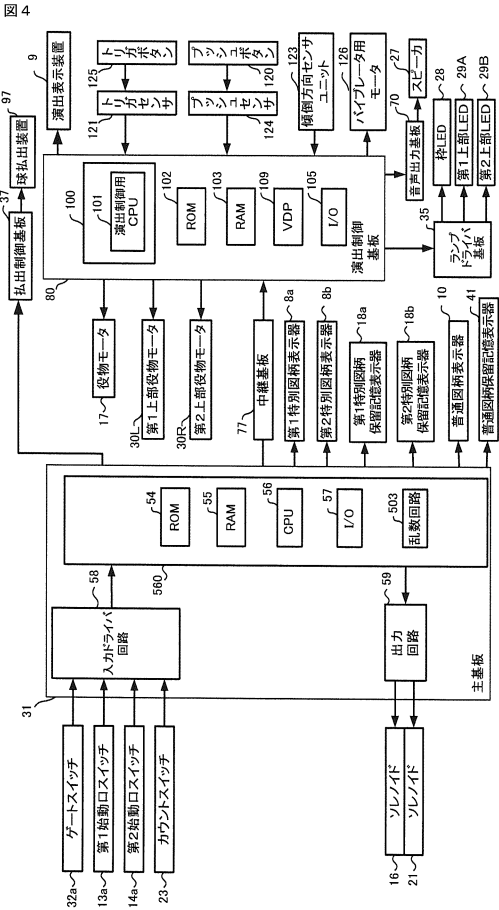 図4
37
払出制御基板
97
球払出装置
9
演出表示装置
125
トリガボタン
121
トリガセンサ
120
プッシュボタン
124
プッシュセンサ
123
傾倒方向センサ
ユニット
126
バイブレータ用
モータ
27
スピーカ
70
音声出力基板
28
枠LED
29A
第1上部LED
29B
第2上部LED
35
ランプ
ドライバ
基板
80
100
101
演出制御用
CPU
102
ROM
103
RAM
109
VDP
105
I/O
演出制御
基板
17
役物モータ
30L
第1上部役物モータ
30R
第2上部役物モータ
77
中継基板
8a
第1特別図柄表示器
8b
第2特別図柄表示器
18a
第1特別図柄
保留記憶表示器
18b
第2特別図柄
保留記憶表示器
10
普通図柄表示器
41
普通図柄保留記憶表示器
31
560
54
ROM
55
RAM
56
CPU
57
I/O
503
乱数回路
58
入力ドライバ
回路
59
出力
回路
主基板
32a
ゲートスイッチ
13a
第1始動口スイッチ
14a
第2始動口スイッチ
23
カウントスイッチ
16
ソレノイド
21
ソレノイド